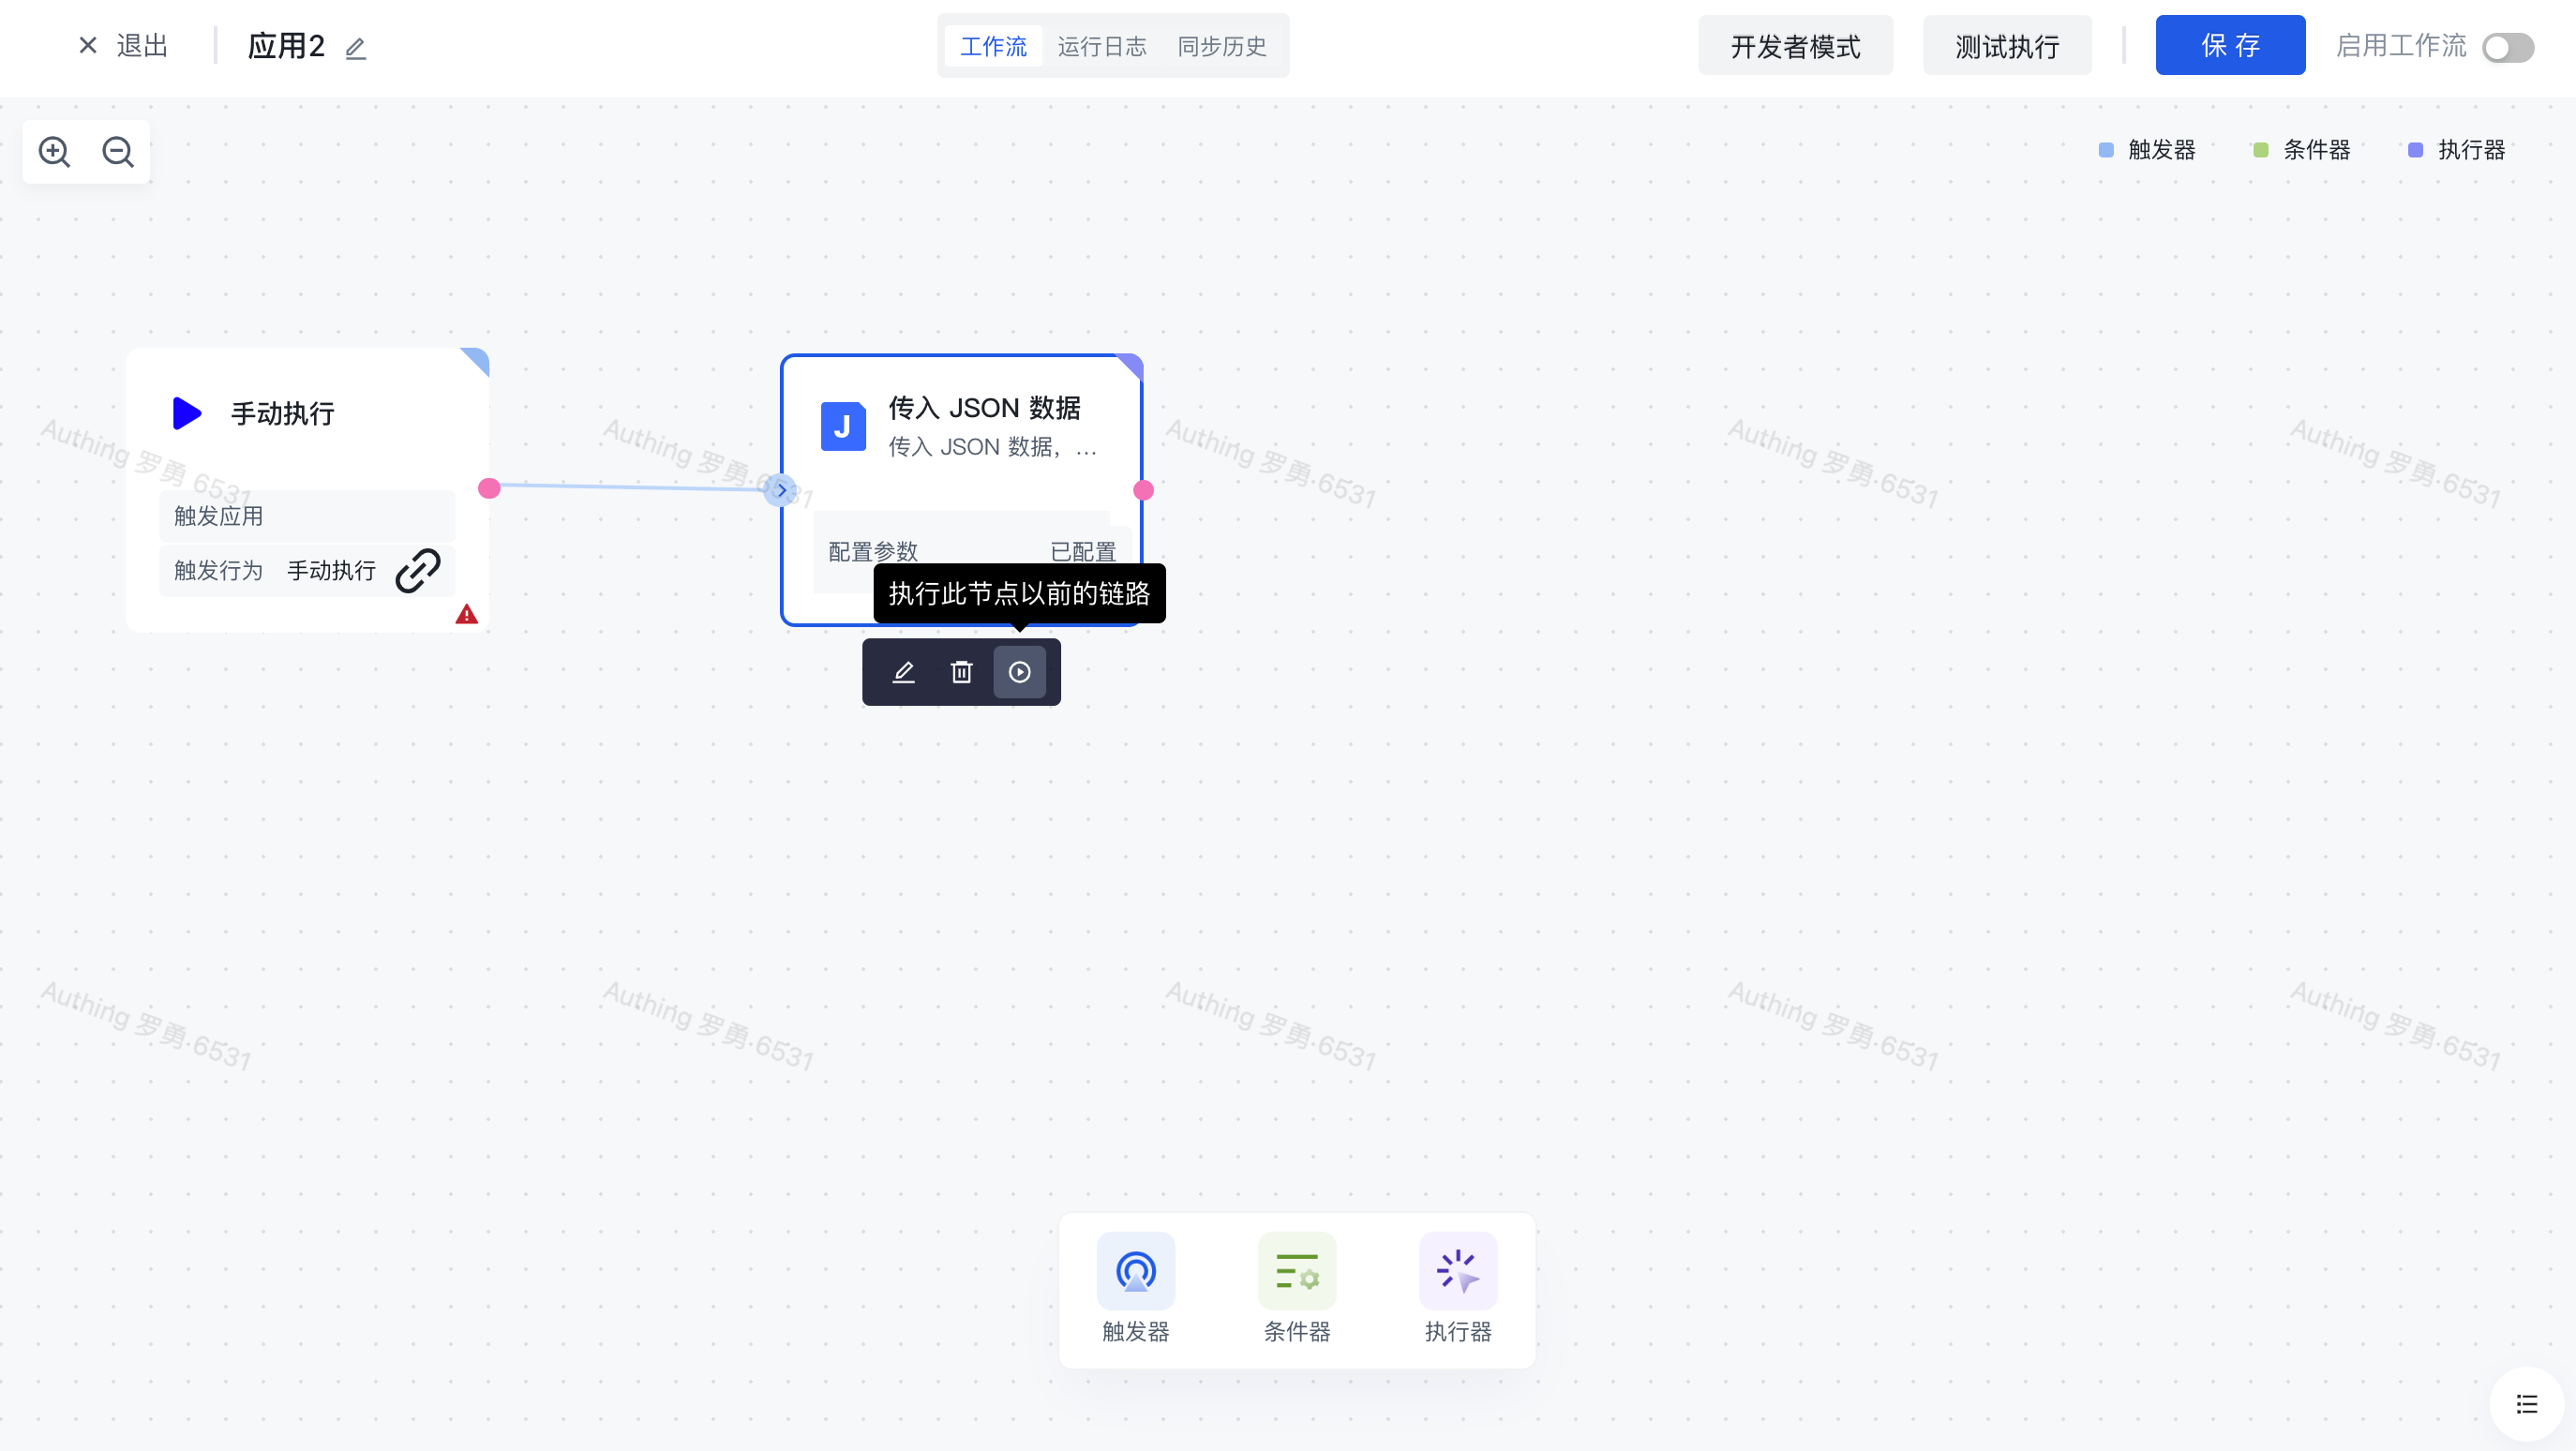 退出
应用2
工作流
运行日志
同步历史
开发者模式
测试执行
保 存
启用工作流
触发器
条件器
执行器
手动执行
触发应用
触发行为 手动执行
J
传入 JSON 数据
传入 JSON 数据，...
配置参数 已配置
执行此节点以前的链路
Authing 罗勇 6531
Authing 罗勇 6531
Authing 罗勇 6531
Authing 罗勇 6531
Authing 罗勇 6531
Authing 罗勇 6531
Authing 罗勇 6531
Authing 罗勇 6531
Authing 罗勇 6531
Authing 罗勇 6531
触发器
条件器
执行器